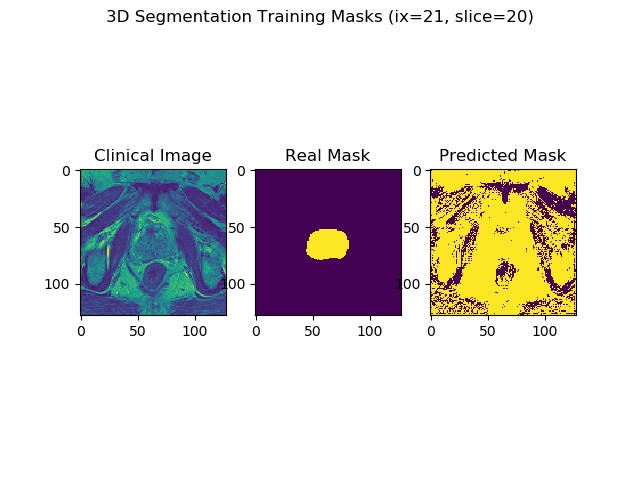 3D Segmentation Training Masks (ix=21, slice=20)
Clinical Image Real Mask Predicted Mask
0 0 0
50 50 50
100 100 100
0 50 100 0 50 100 0 50 100